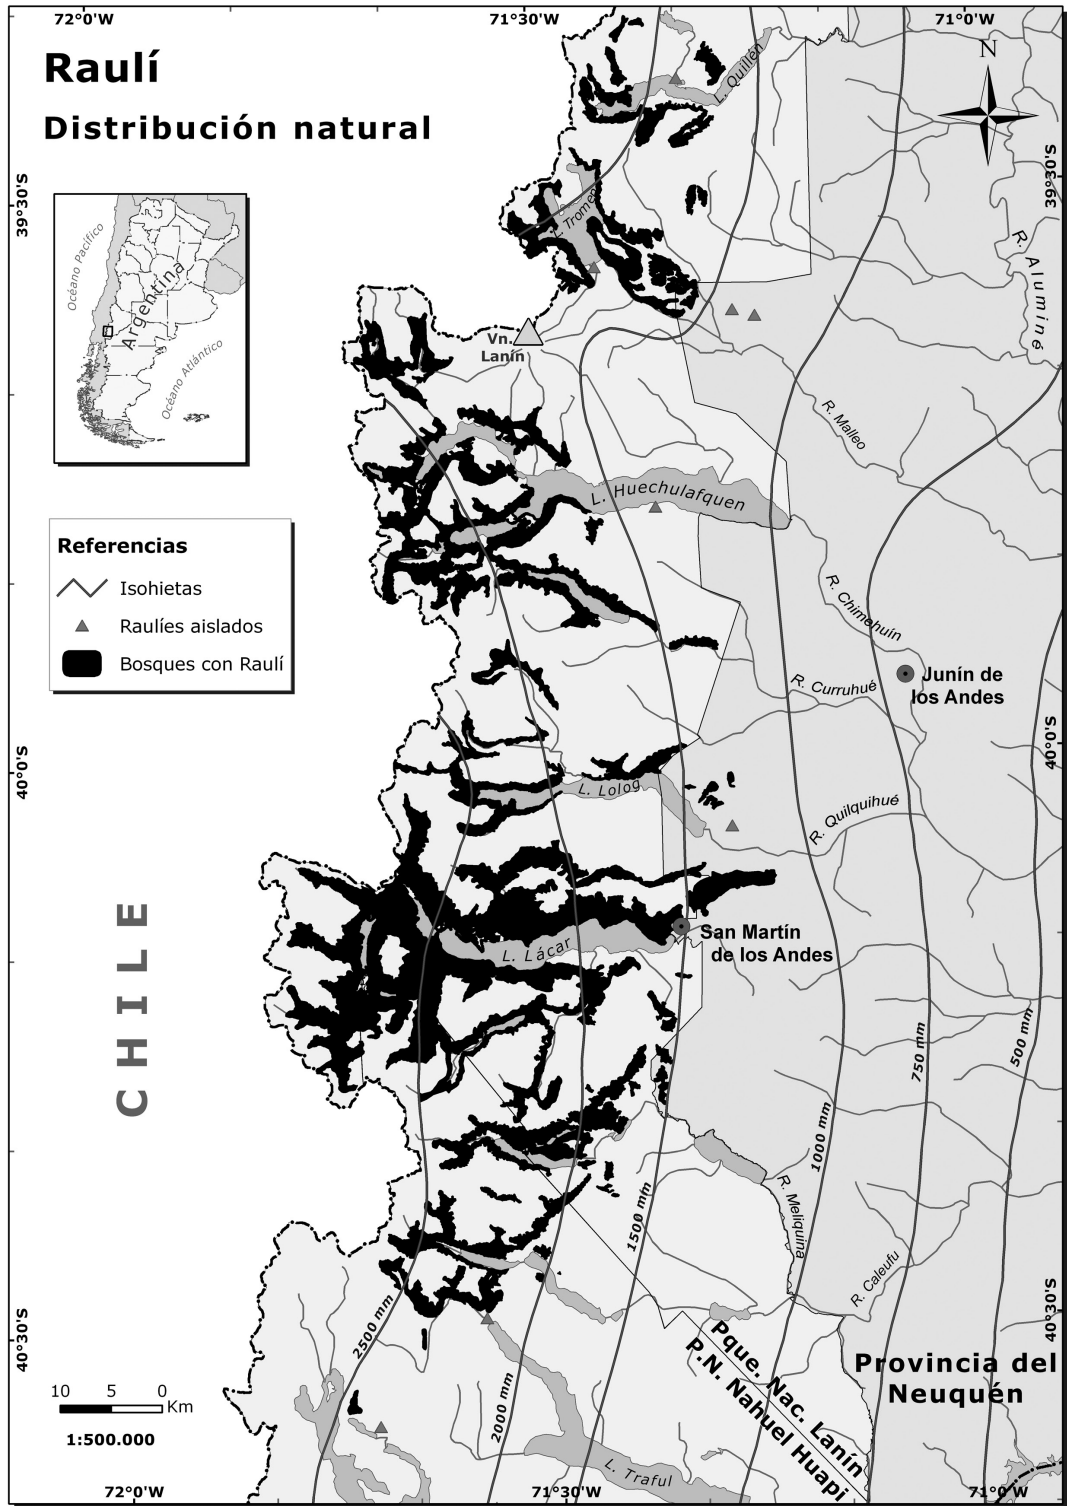 72°0'W
71°30'W
71°0'W
Raulí
Distribución natural
N
39°30'S
39°30'S
L. Quillén
L. Tromen
R. Aluminé
Océano Pacífico
Argentina
Océano Atlántico
Vn.
Lanín
R. Malleo
L. Huechulafquen
Referencias
Isohietas
Raulíes aislados
Bosques con Raulí
R. Chimehuín
Junín de
los Andes
R. Curruhué
40°0'S
40°0'S
L. Lolog
R. Quilquihué
CHILE
San Martín
de los Andes
L. Lácar
500 mm
750 mm
1000 mm
1500 mm
R. Meliquina
R. Caleufu
2500 mm
2000 mm
40°30'S
40°30'S
Pque. Nac. Lanín
P.N. Nahuel Huapi
Provincia del
Neuquén
10 5 0
Km
1:500.000
L. Traful
72°0'W
71°30'W
71°0'W